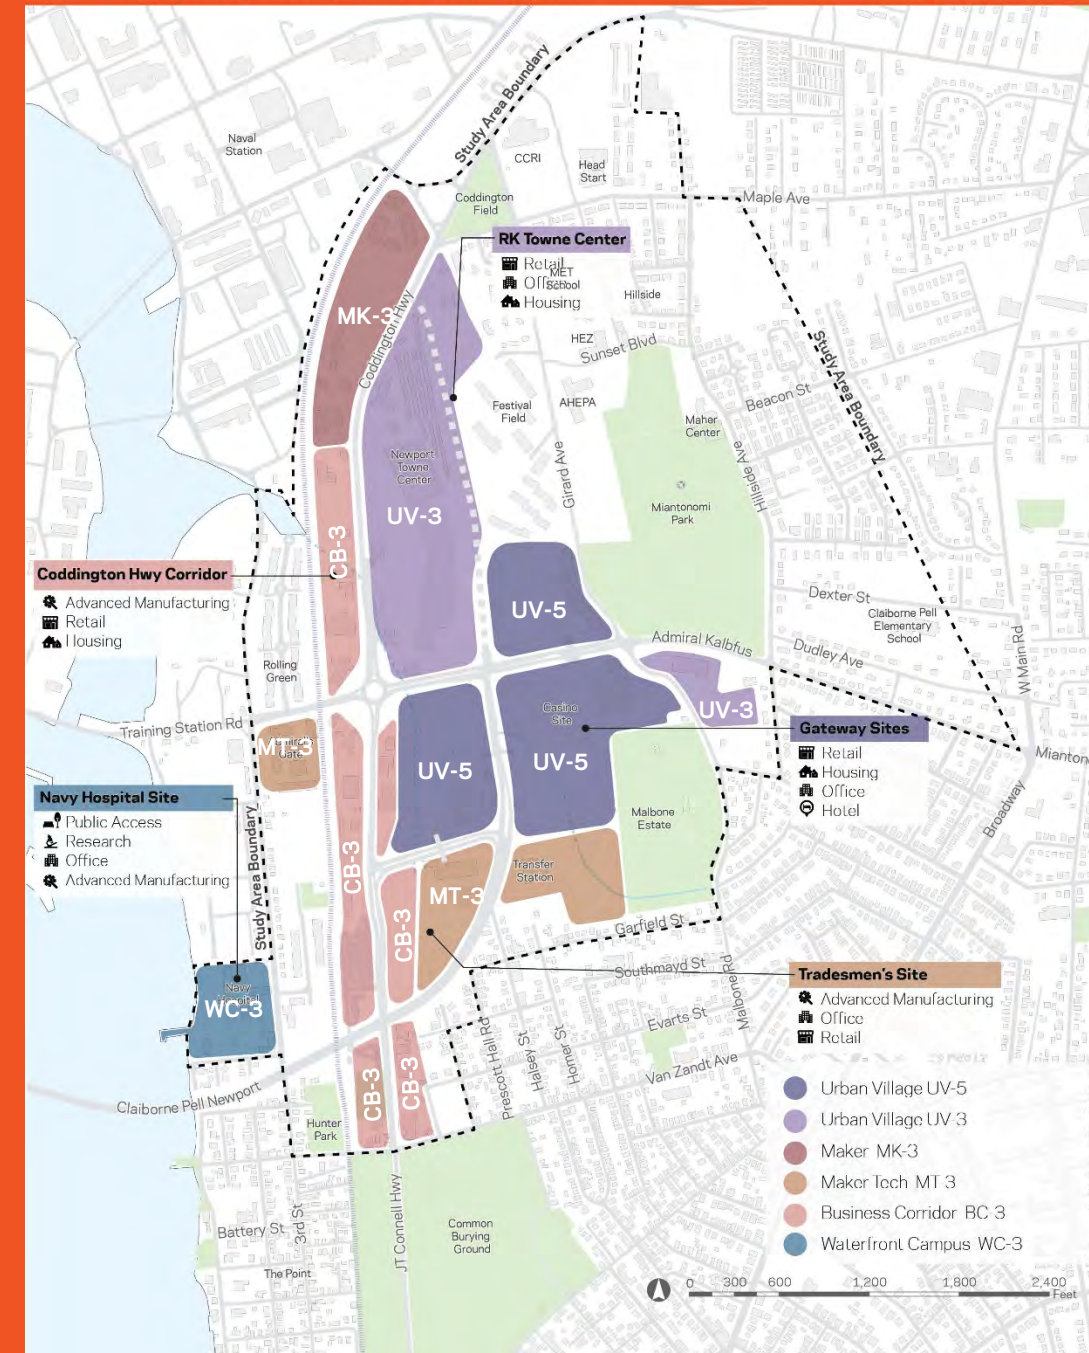 Study Area Boundary
Naval
Station
CCRI
Head
Start
Maple Ave
Coddington
Field
RK Towne Center
Retail
Office
Housing
MET
School
Hillside
MK-3
Coddington Hwy
HEZ
Sunset Blvd
Study Area Boundary
Beacon St
Festival
Field
AHEPA
Maher
Center
Girard Ave
Hillside Ave
Newport
Towne
Center
UV-3
Miantonomi
Park
CB-3
Coddington Hwy Corridor
Advanced Manufacturing
Retail
Housing
UV-5
Dexter St
Claiborne Pell
Elementary
School
Admiral Kalbfus
Dudley Ave
W Main Rd
Rolling
Green
Training Station Rd
MT-3
Gate
Casino
Site
UV-3
Gateway Sites
Retail
Housing
Office
Hotel
Mianton
Broadway
UV-5
UV-5
Navy Hospital Site
Public Access
Research
Office
Advanced Manufacturing
Malbone
Estate
Study Area Boundary
CB-3
MT-3
Transfer
Station
CB-3
Garfield St
Southmayd St
Malbone Rd
Tradesmen's Site
Advanced Manufacturing
Office
Retail
Navy
Hospital
WC-3
Evarts St
Prescott Hall Rd
Halsey St
Homer St
Van Zandt Ave
Claiborne Pell Newport
CB-3
CB-3
Hunter
Park
Urban Village UV-5
Urban Village UV-3
Maker MK-3
Maker Tech MT-3
Business Corridor BC-3
Waterfront Campus WC-3
Battery St
3rd St
JT Connell Hwy
Common
Burying
Ground
The Point
0 300 600 1,200 1,800 2,400
Feet